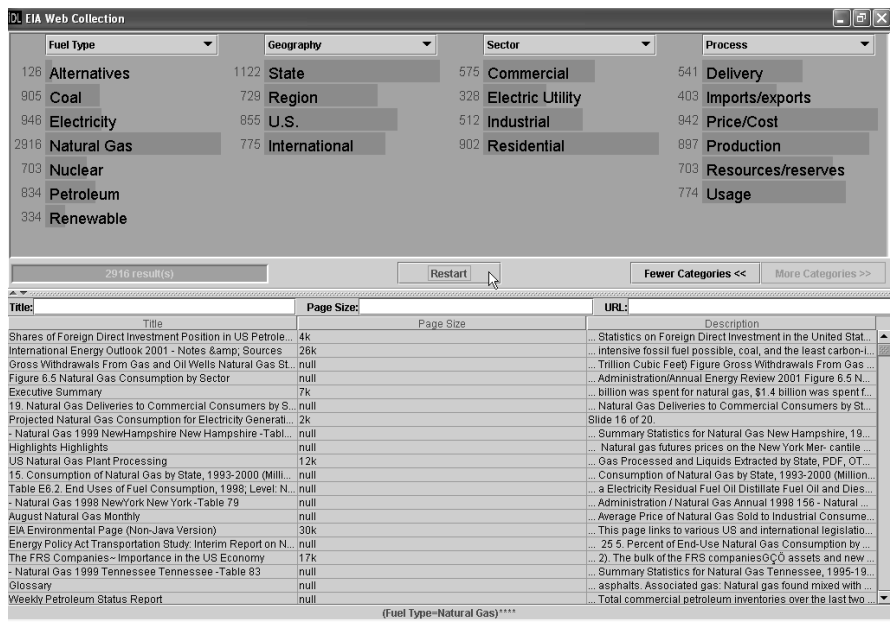 EIA Web Collection
Fuel Type Geography Sector Process
126 Alternatives 1122 State 575 Commercial 541 Delivery
905 Coal 729 Region 328 Electric Utility 403 Imports/exports
946 Electricity 855 U.S. 512 Industrial 942 Price/Cost
2916 Natural Gas 775 International 902 Residential 897 Production
703 Nuclear 703 Resources/reserves
834 Petroleum 774 Usage
334 Renewable
2916 result(s) Restart Fewer Categories << More Categories >>
Title: Page Size: URL:
Title Page Size Description
Shares of Foreign Direct Investment Position in US Petrole... 4k ... Statistics on Foreign Direct Investment in the United Stat...
International Energy Outlook 2001 - Notes &amp; Sources 26k ... intensive fossil fuel possible, coal, and the least carbon-i...
Gross Withdrawals From Gas and Oil Wells Natural Gas St... null ... Trillion Cubic Feet) Figure Gross Withdrawals From Gas ...
Figure 6.5 Natural Gas Consumption by Sector null ... Administration/Annual Energy Review 2001 Figure 6.5 N...
Executive Summary 7k ... billion was spent for natural gas, $1.4 billion was spent f...
19. Natural Gas Deliveries to Commercial Consumers by S... null ... Natural Gas Deliveries to Commercial Consumers by St...
Projected Natural Gas Consumption for Electricity Generati... 2k Slide 16 of 20.
- Natural Gas 1999 NewHampshire New Hampshire -Tabl... null ... Summary Statistics for Natural Gas New Hampshire, 19...
Highlights Highlights null ... Natural gas futures prices on the New York Mer- cantile ...
US Natural Gas Plant Processing 12k ... Gas Processed and Liquids Extracted by State, PDF, OT...
15. Consumption of Natural Gas by State, 1993-2000 (Milli... null ... Consumption of Natural Gas by State, 1993-2000 (Million...
Table E6.2. End Uses of Fuel Consumption, 1998; Level: N... null ... a Electricity Residual Fuel Oil Distillate Fuel Oil and Dies...
- Natural Gas 1998 NewYork New York -Table 79 null ... Administration / Natural Gas Annual 1998 156 - Natural ...
August Natural Gas Monthly null ... Average Price of Natural Gas Sold to Industrial Consume...
EIA Environmental Page (Non-Java Version) 30k ... This page links to various US and international legislatio...
Energy Policy Act Transportation Study: Interim Report on N... null ... 25 5. Percent of End-Use Natural Gas Consumption by ...
The FRS Companies~ Importance in the US Economy 17k ... 2). The bulk of the FRS companiesGÇÖ assets and new ...
- Natural Gas 1999 Tennessee Tennessee -Table 83 null ... Summary Statistics for Natural Gas Tennessee, 1995-19...
Glossary null ... asphalts. Associated gas: Natural gas found mixed with ...
Weekly Petroleum Status Report null ... Total commercial petroleum inventories over the last two ...
(Fuel Type=Natural Gas)****